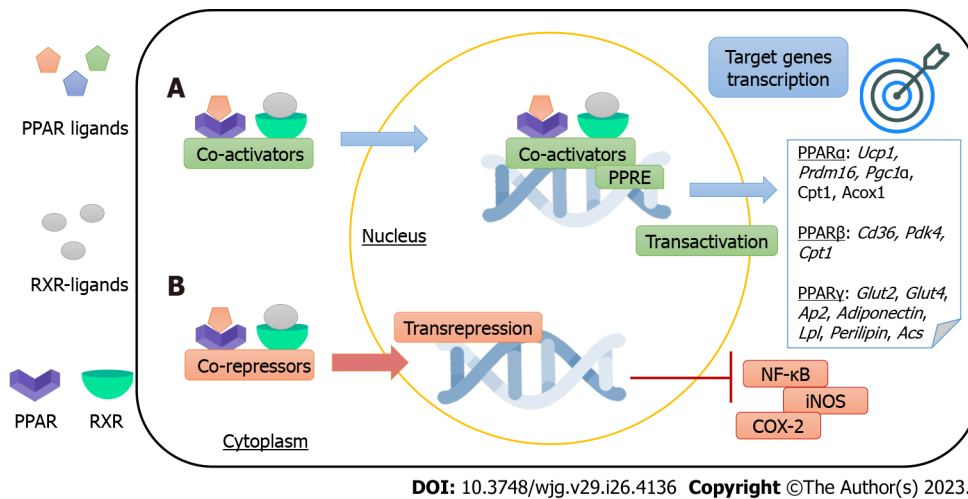 PPAR ligands
RXR-ligands
PPAR
RXR
A
Co-activators
Nucleus
Co-activators
PPRE
Target genes
transcription
Transactivation
PPARα: Ucp1,
Prdm16, Pgc1α,
Cpt1, Acox1
PPARβ: Cd36, Pdk4,
Cpt1
PPARγ: Glut2, Glut4,
Ap2, Adiponectin,
Lpl, Perilipin, Acs
B
Co-repressors
Transrepression
NF-κB
iNOS
COX-2
Cytoplasm
DOI: 10.3748/wjg.v29.i26.4136 Copyright ©The Author(s) 2023.